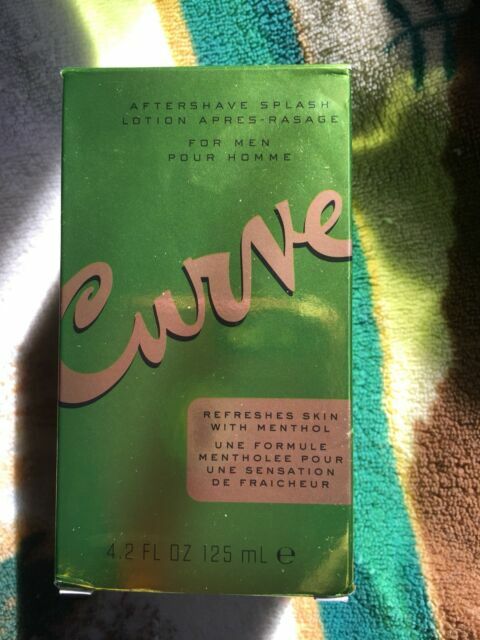 AFTERSHAVE SPLASH
LOTION APRES-RASAGE
FOR MEN
POUR HOMME
Curve
REFRESHES SKIN
WITH MENTHOL
UNE FORMULE
MENTHOLEE POUR
UNE SENSATION
DE FRAICHEUR
4.2 FL OZ 125 mL ℮